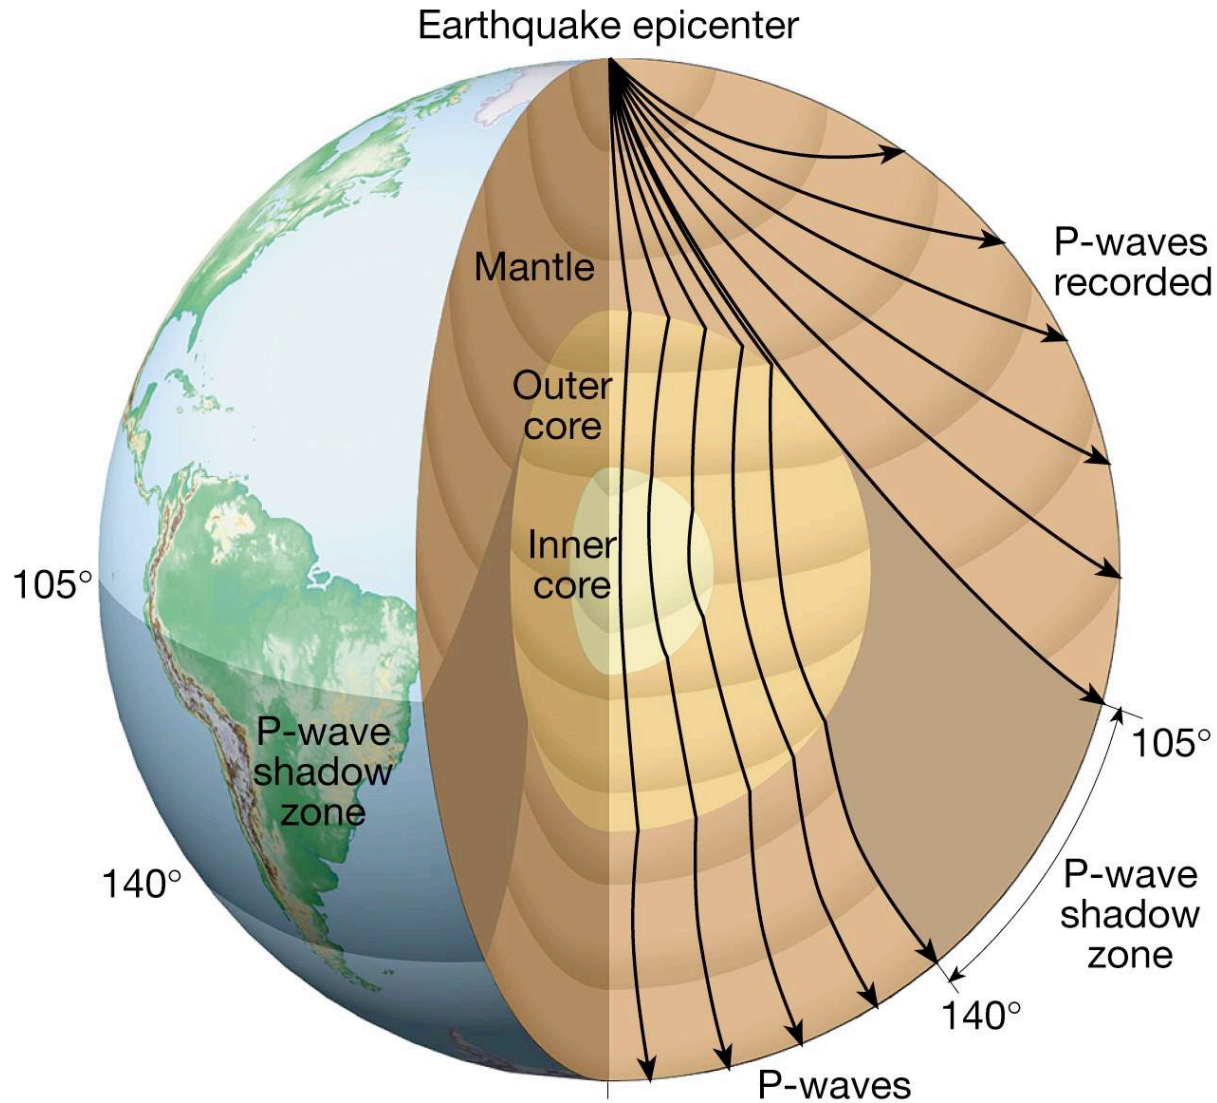 Earthquake epicenter
Mantle
P-waves
recorded
Outer
core
Inner
core
105°
P-wave
shadow
zone
105°
140°
P-wave
shadow
zone
140°
P-waves